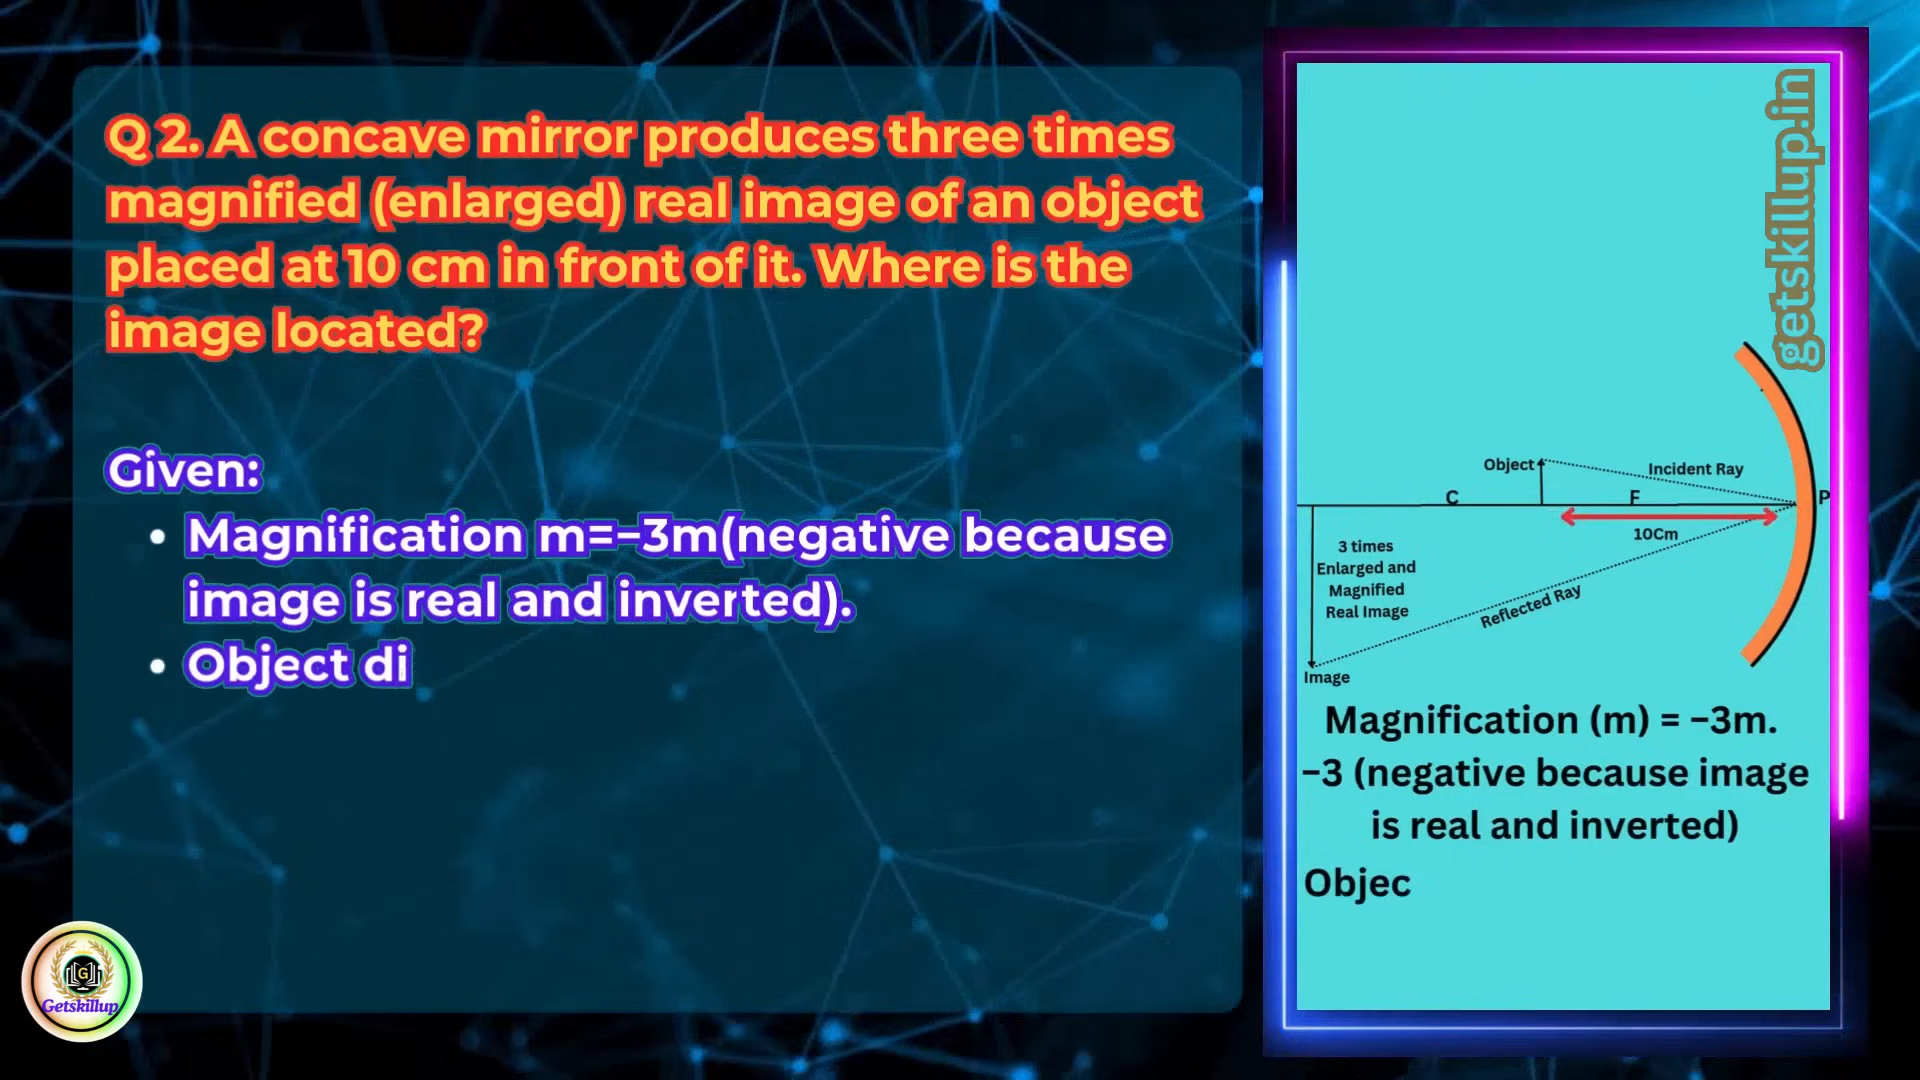 Q 2. A concave mirror produces three times
magnified (enlarged) real image of an object
placed at 10 cm in front of it. Where is the
image located?
Given:
• Magnification m=−3m(negative because
image is real and inverted).
• Object di
getskillup.in
Object
Incident Ray
C
F
P
10Cm
3 times
Enlarged and
Magnified
Real Image
Reflected Ray
Image
Magnification (m) = −3m.
−3 (negative because image
is real and inverted)
Objec
G
Getskillup